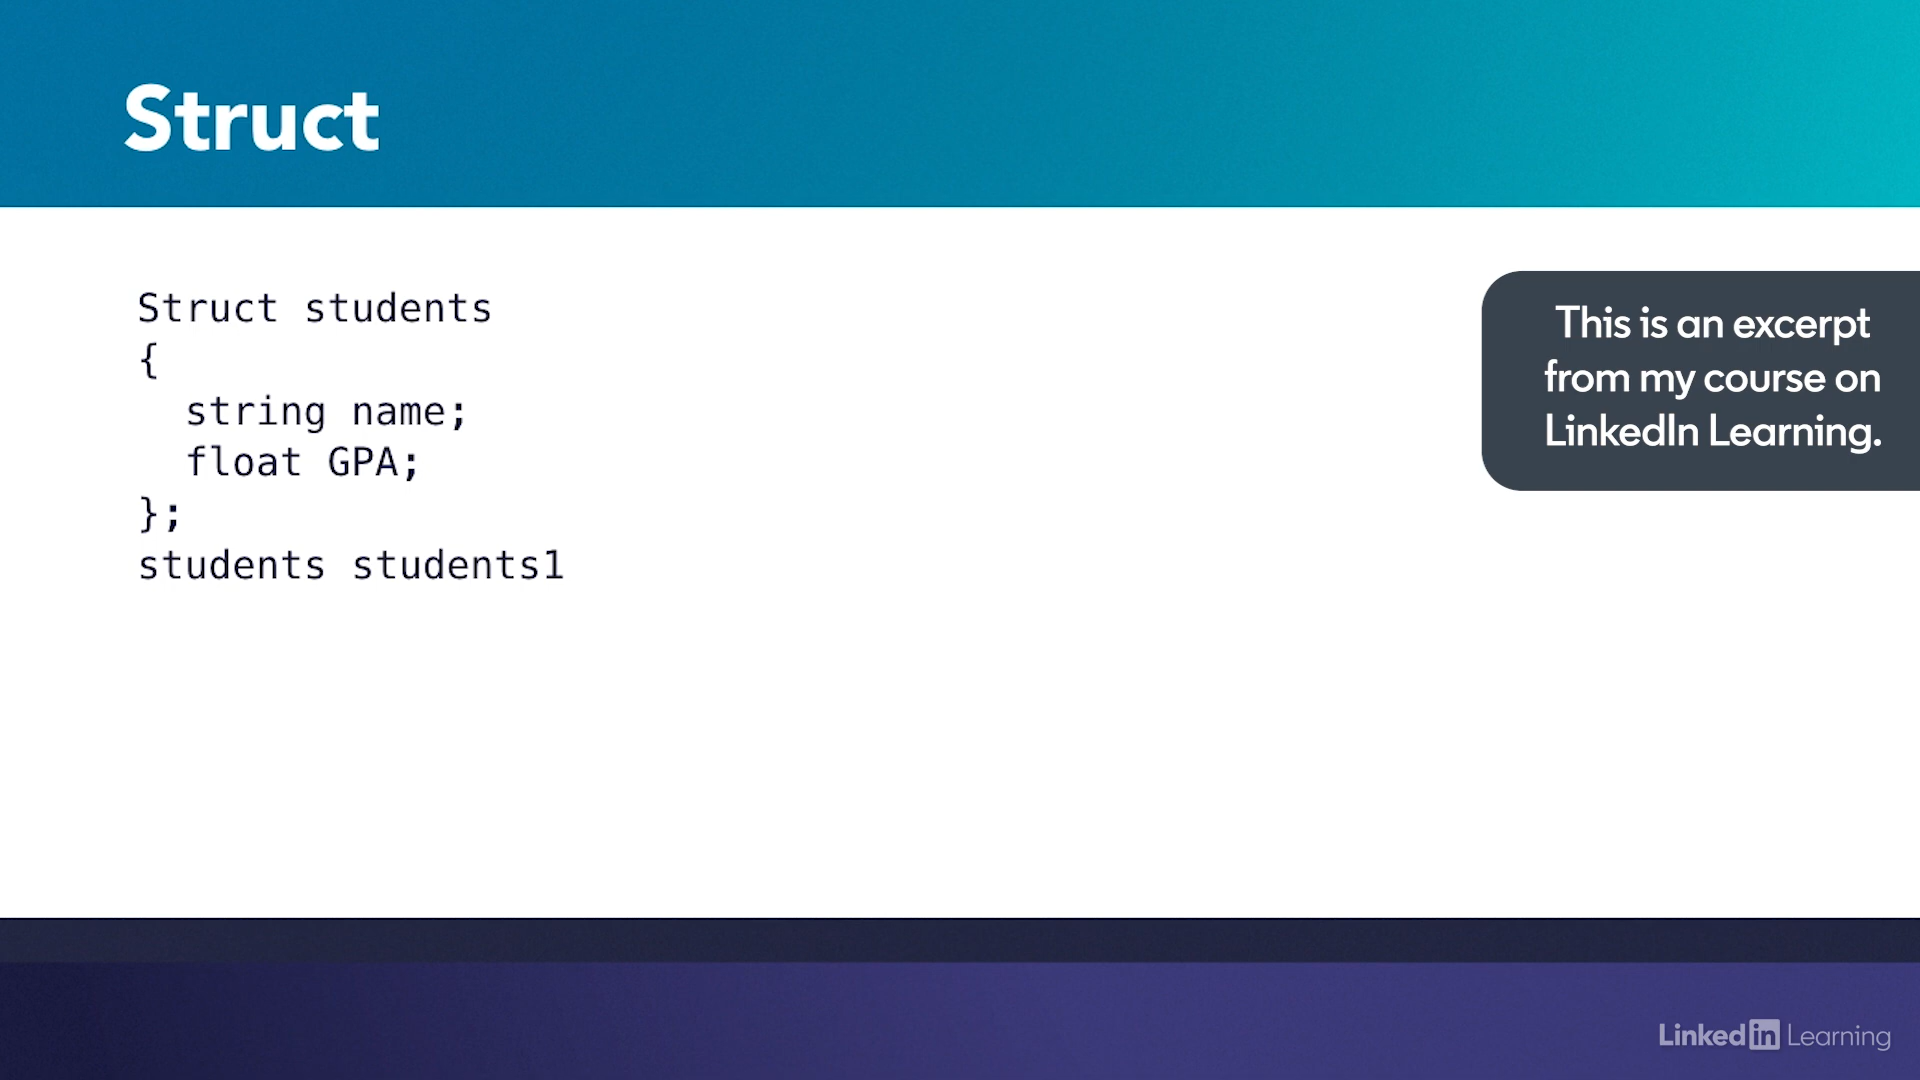 Struct
Struct students
{
string name;
float GPA;
};
students students1
This is an excerpt
from my course on
LinkedIn Learning.
Linked in Learning